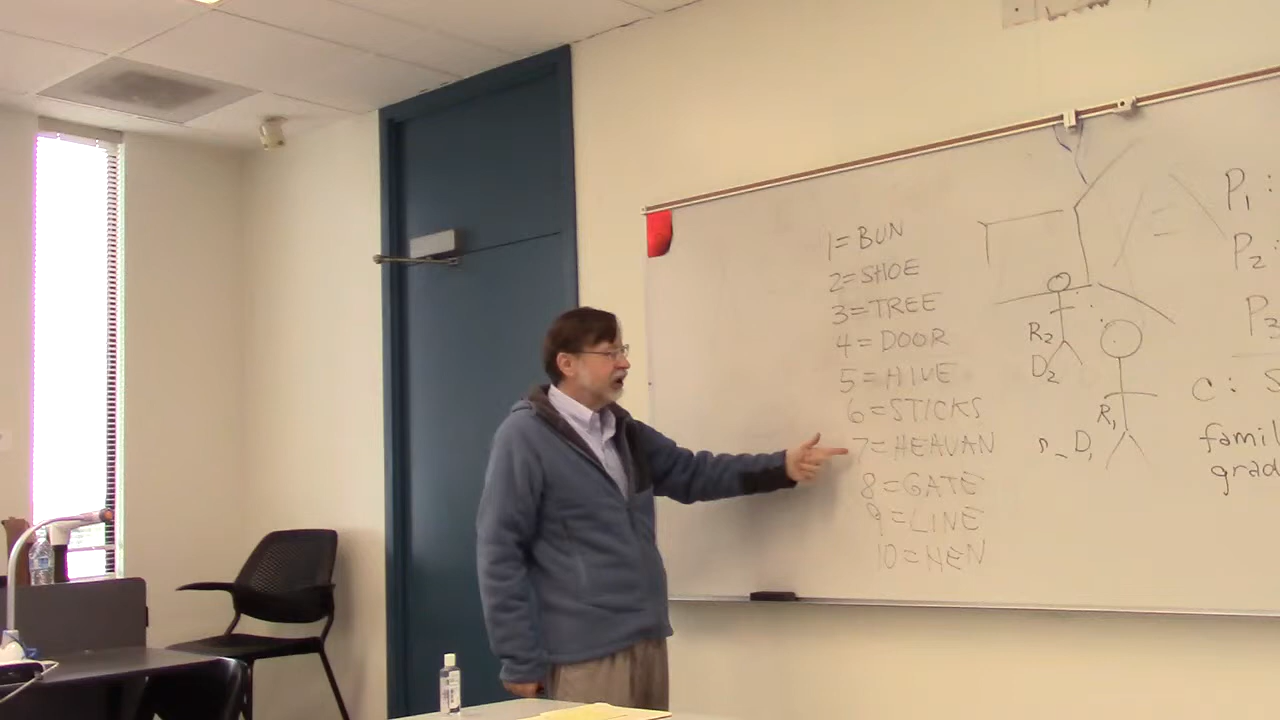 1=BUN
2=SHOE
3=TREE
4=DOOR
5=HIVE
6=STICKS
7=HEAVAN
8=GATE
9=LINE
10=HEN
R2
D2
R1
D1
P1:
P2:
P3
C: S
famil
grad